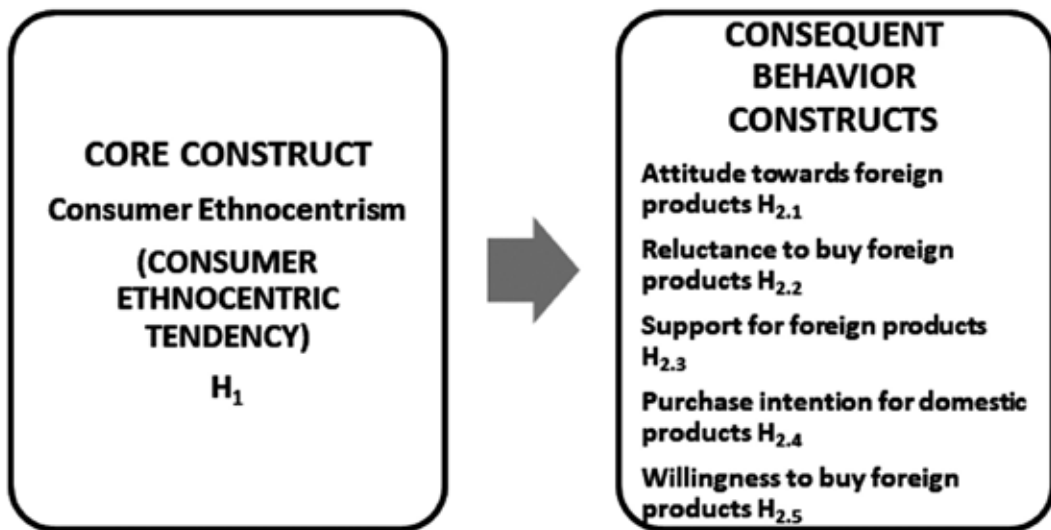 CORE CONSTRUCT
Consumer Ethnocentrism
(CONSUMER
ETHNOCENTRIC
TENDENCY)
H1
CONSEQUENT
BEHAVIOR
CONSTRUCTS
Attitude towards foreign
products H2.1
Reluctance to buy foreign
products H2.2
Support for foreign products
H2.3
Purchase intention for domestic
products H2.4
Willingness to buy foreign
products H2.5